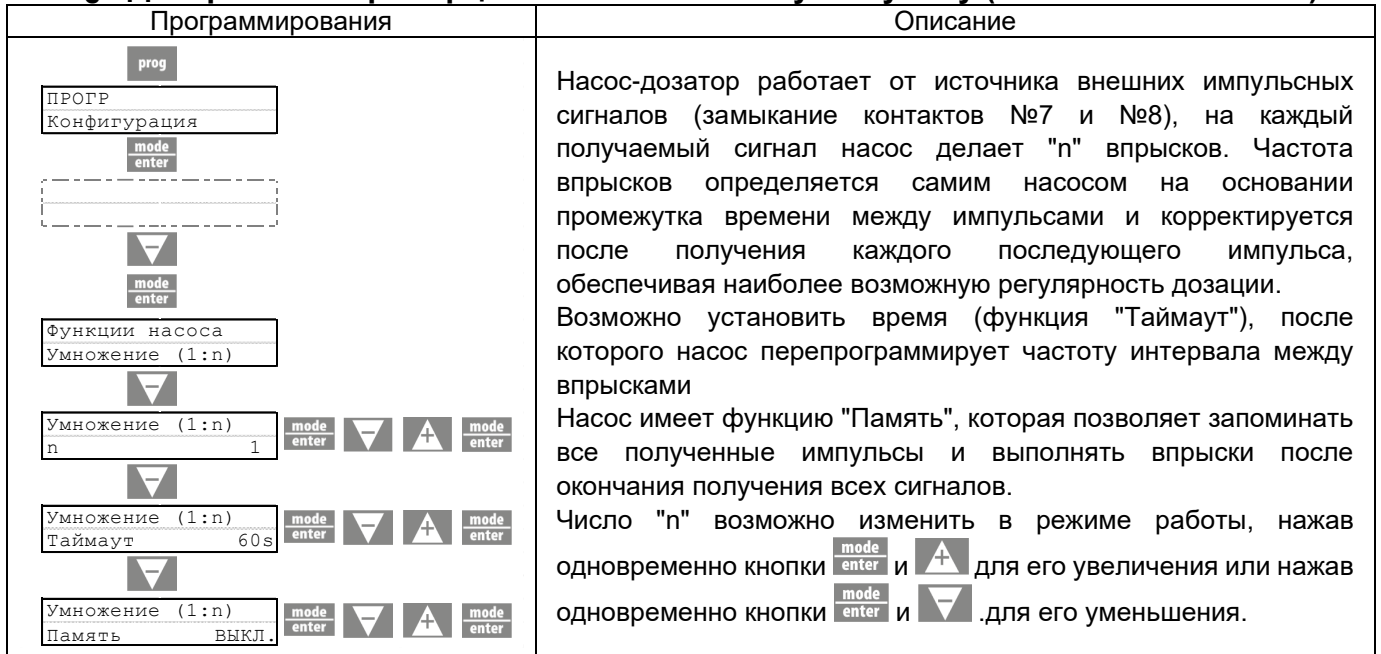 Программирования
Описание
prog
ПРОГР
Конфигурация
mode
enter
mode
enter
Функции насоса
Умножение (1:n)
Умножение (1:n)
n 1
mode
enter
mode
enter
Умножение (1:n)
Таймаут 60s
mode
enter
mode
enter
Умножение (1:n)
Память ВЫКЛ.
mode
enter
mode
enter
Насос-дозатор работает от источника внешних импульсных
сигналов (замыкание контактов №7 и №8), на каждый
получаемый сигнал насос делает "n" впрысков. Частота
впрысков определяется самим насосом на основании
промежутка времени между импульсами и корректируется
после получения каждого последующего импульса,
обеспечивая наиболее возможную регулярность дозации.
Возможно установить время (функция "Таймаут"), после
которого насос перепрограммирует частоту интервала между
впрысками
Насос имеет функцию "Память", которая позволяет запоминать
все полученные импульсы и выполнять впрыски после
окончания получения всех сигналов.
Число "n" возможно изменить в режиме работы, нажав
одновременно кнопки mode enter и + для его увеличения или нажав
одновременно кнопки mode enter и − .для его уменьшения.